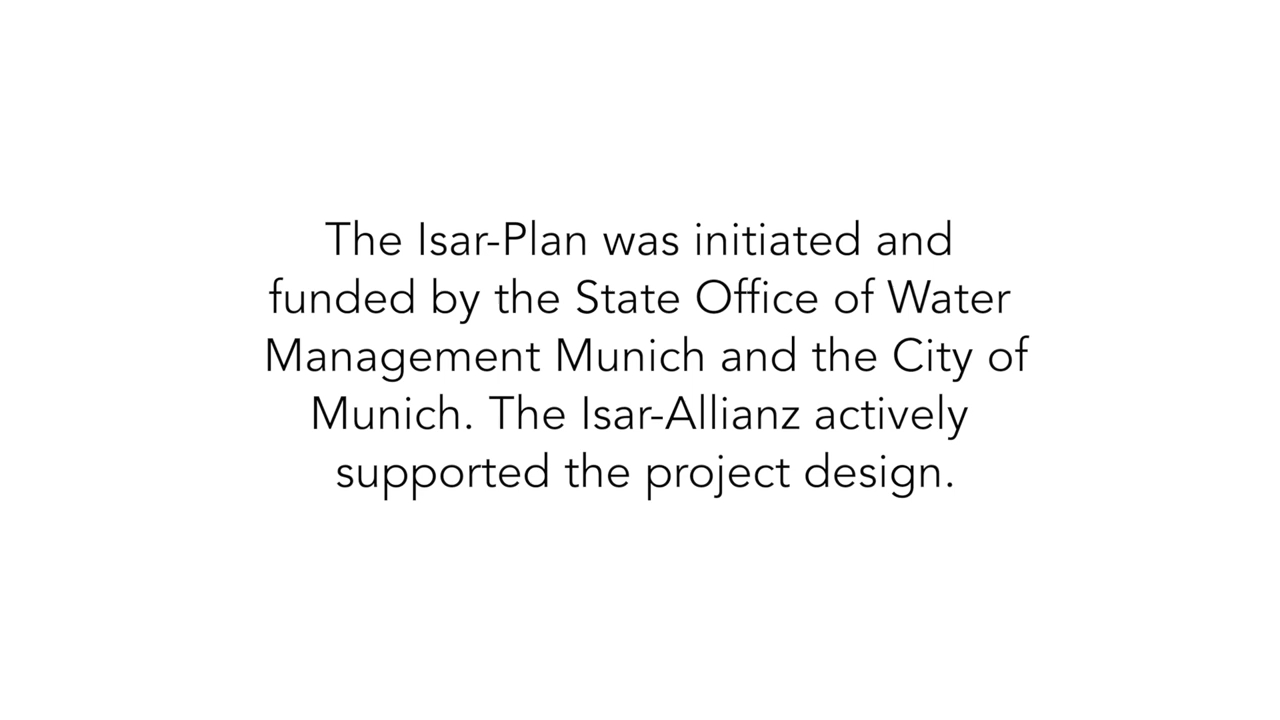 The Isar-Plan was initiated and
funded by the State Office of Water
Management Munich and the City of
Munich. The Isar-Allianz actively
supported the project design.